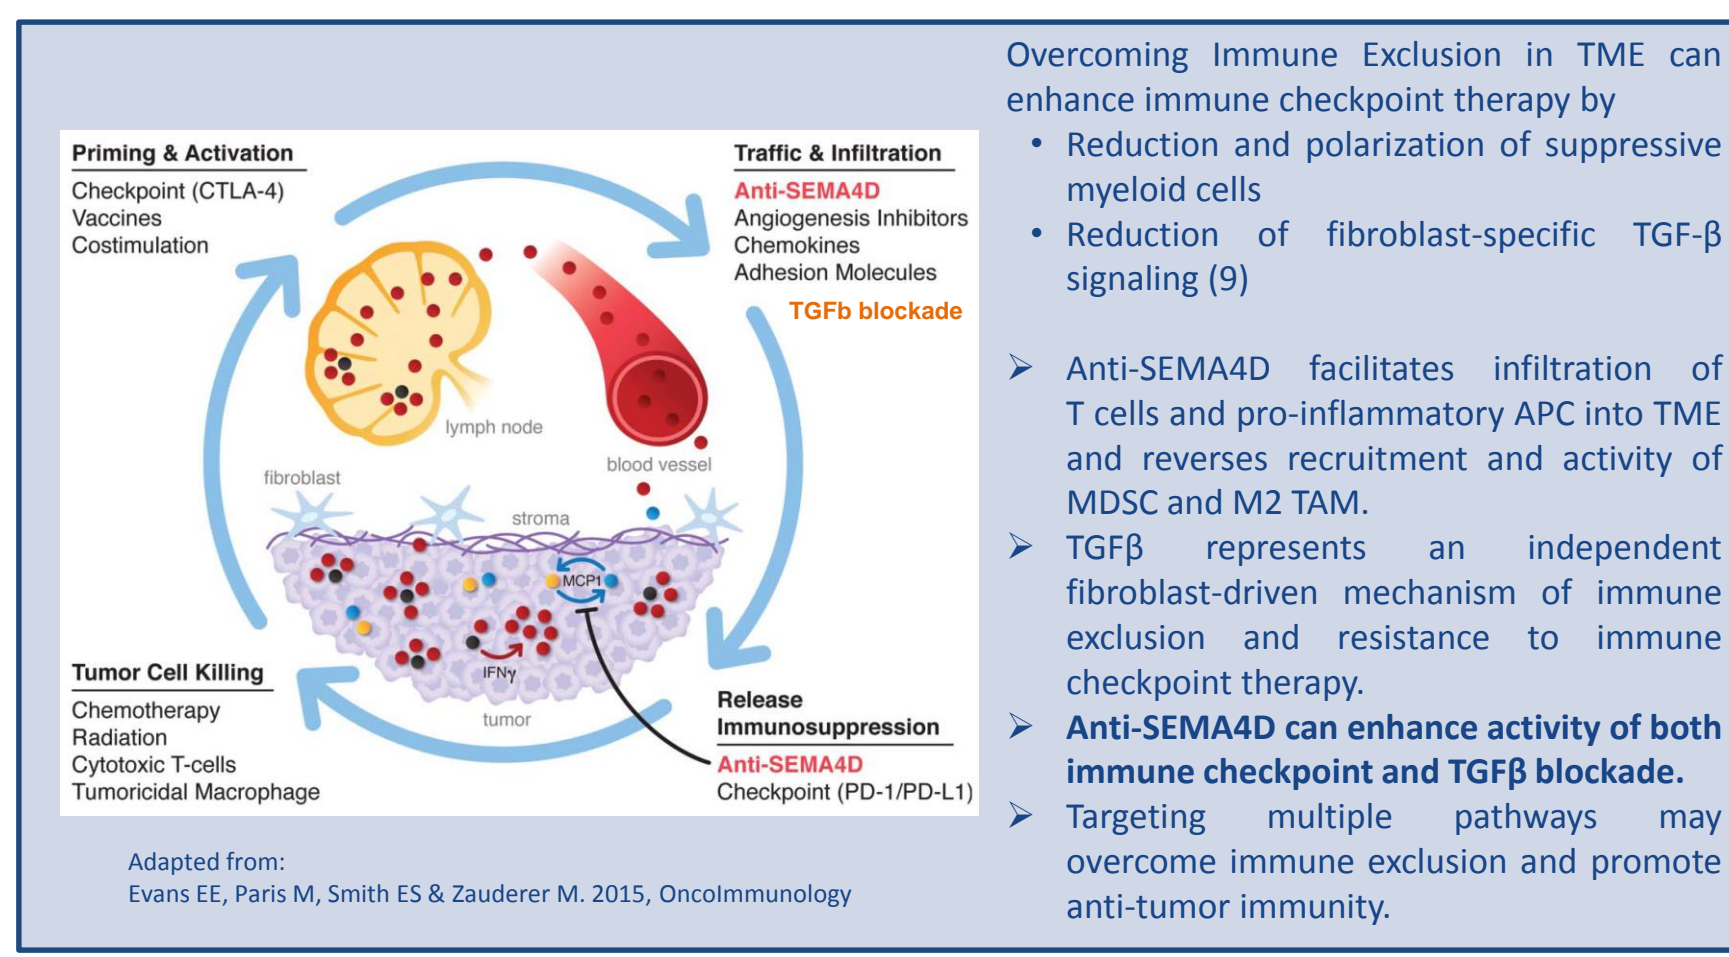 Priming & Activation
Checkpoint (CTLA-4)
Vaccines
Costimulation
Traffic & Infiltration
Anti-SEMA4D
Angiogenesis Inhibitors
Chemokines
Adhesion Molecules
TGFb blockade
lymph node
blood vessel
fibroblast
stroma
MCP1
IFNγ
tumor
Tumor Cell Killing
Chemotherapy
Radiation
Cytotoxic T-cells
Tumoricidal Macrophage
Release
Immunosuppression
Anti-SEMA4D
Checkpoint (PD-1/PD-L1)
Adapted from:
Evans EE, Paris M, Smith ES & Zauderer M. 2015, OncoImmunology
Overcoming Immune Exclusion in TME can
enhance immune checkpoint therapy by
• Reduction and polarization of suppressive
myeloid cells
• Reduction of fibroblast-specific TGF-β
signaling (9)
➢ Anti-SEMA4D facilitates infiltration of
T cells and pro-inflammatory APC into TME
and reverses recruitment and activity of
MDSC and M2 TAM.
➢ TGFβ represents an independent
fibroblast-driven mechanism of immune
exclusion and resistance to immune
checkpoint therapy.
➢ Anti-SEMA4D can enhance activity of both
immune checkpoint and TGFβ blockade.
➢ Targeting multiple pathways may
overcome immune exclusion and promote
anti-tumor immunity.